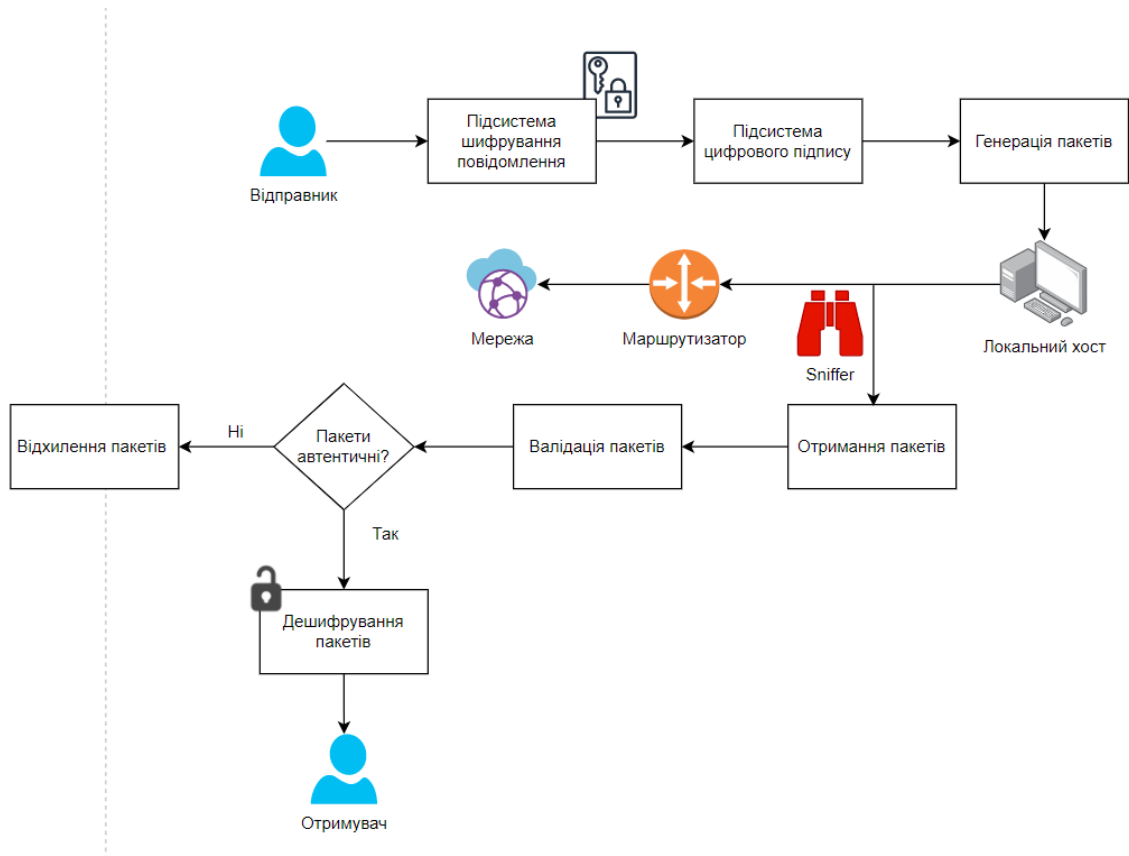 Підсистема
шифрування
повідомлення
Підсистема
цифрового підпису
Генерація пакетів
Відправник
Мережа
Маршрутизатор
Sniffer
Локальний хост
Відхилення пакетів
Ні
Пакети
автентичні?
Валідація пакетів
Отримання пакетів
Так
Дешифрування
пакетів
Отримувач